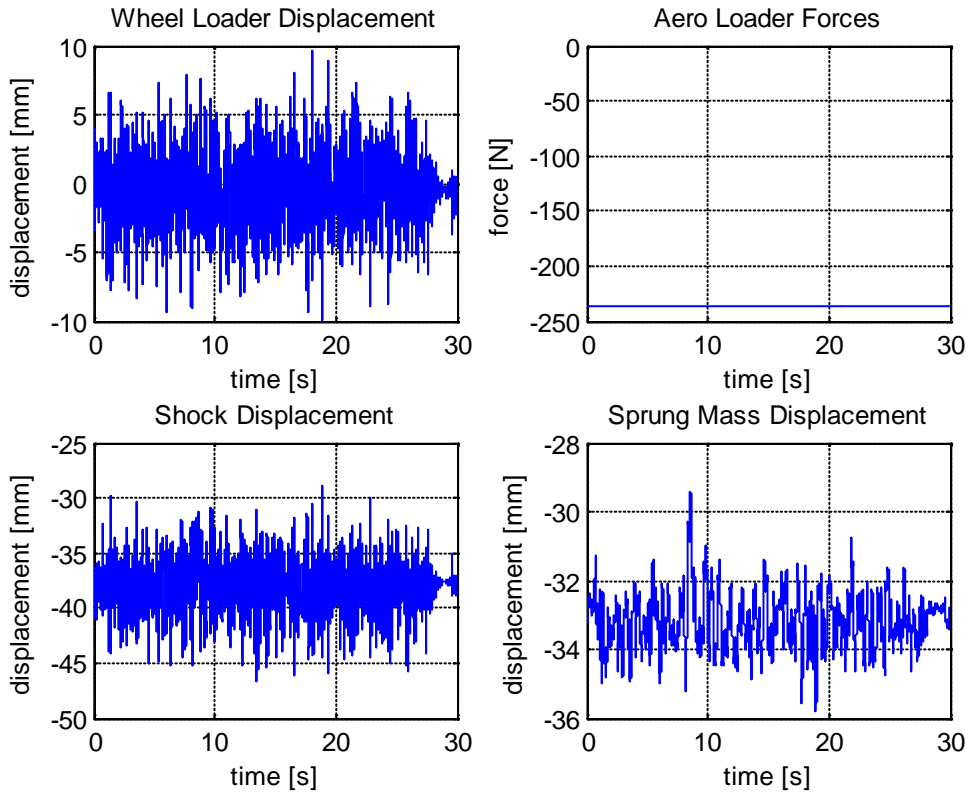 Wheel Loader Displacement
10
5
0
-5
-10
displacement [mm]
0 10 20 30
time [s]
Aero Loader Forces
0
-50
-100
-150
-200
-250
force [N]
0 10 20 30
time [s]
Shock Displacement
-25
-30
-35
-40
-45
-50
displacement [mm]
0 10 20 30
time [s]
Sprung Mass Displacement
-28
-30
-32
-34
-36
displacement [mm]
0 10 20 30
time [s]